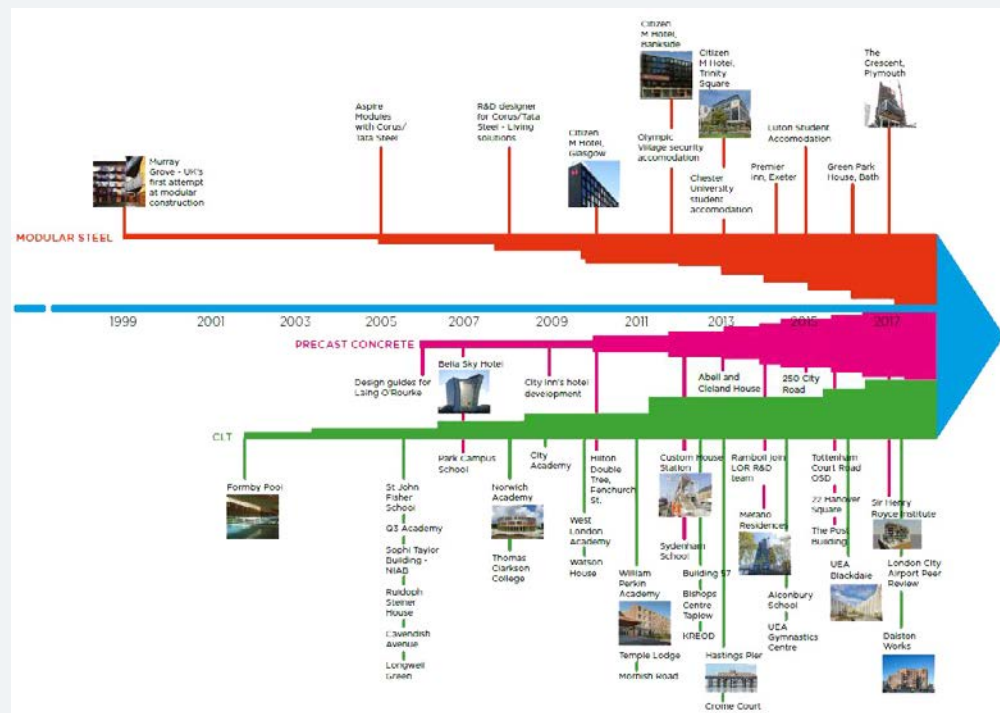 Citizen
M Hotel,
Bankside
Citizen
M Hotel,
Trinity
Square
The
Crescent,
Plymouth
Aspire
Modules
with Corus/
Tata Steel
R&D designer
for Corus/Tata
Steel - Living
solutions
Citizen
M Hotel,
Glasgow
Olympic
Village security
accomodation
Luton Student
Accomodation
Murray
Grove - UK's
first attempt
at modular
construction
Chester
University
student
accomodation
Premier
Inn, Exeter
Green Park
House, Bath
MODULAR STEEL
1999
2001
2003
2005
2007
2009
2011
2013
2015
2017
PRECAST CONCRETE
Design guides for
Laing O'Rourke
Bella Sky Hotel
City Inn's hotel
development
Abell and
Cleland House
250 City
Road
CLT
Park Campus
School
City
Academy
Formby Pool
St John
Fisher
School
Q3 Academy
Sophi Taylor
Building -
NIAB
Ruldoph
Steiner
House
Cavendish
Avenue
Longwell
Green
Norwich
Academy
Thomas
Clarkson
College
Hilton
Double
Tree,
Fenchurch
St.
West
London
Academy
Watson
House
William
Perkin
Academy
Temple Lodge
Mornish Road
Custom House
Station
Sydenham
School
Building 57
Bishops
Centre
Taplow
KREOD
Hastings Pier
Crome Court
Ramboll join
LOR R&D
team
Merano
Residences
Alconbury
School
UEA
Gymnastics
Centre
Tottenham
Court Road
OSD
22 Hanover
Square
The Post
Building
UEA
Blackdale
Sir Henry
Royce Institute
London City
Airport Peer
Review
Dalston
Works